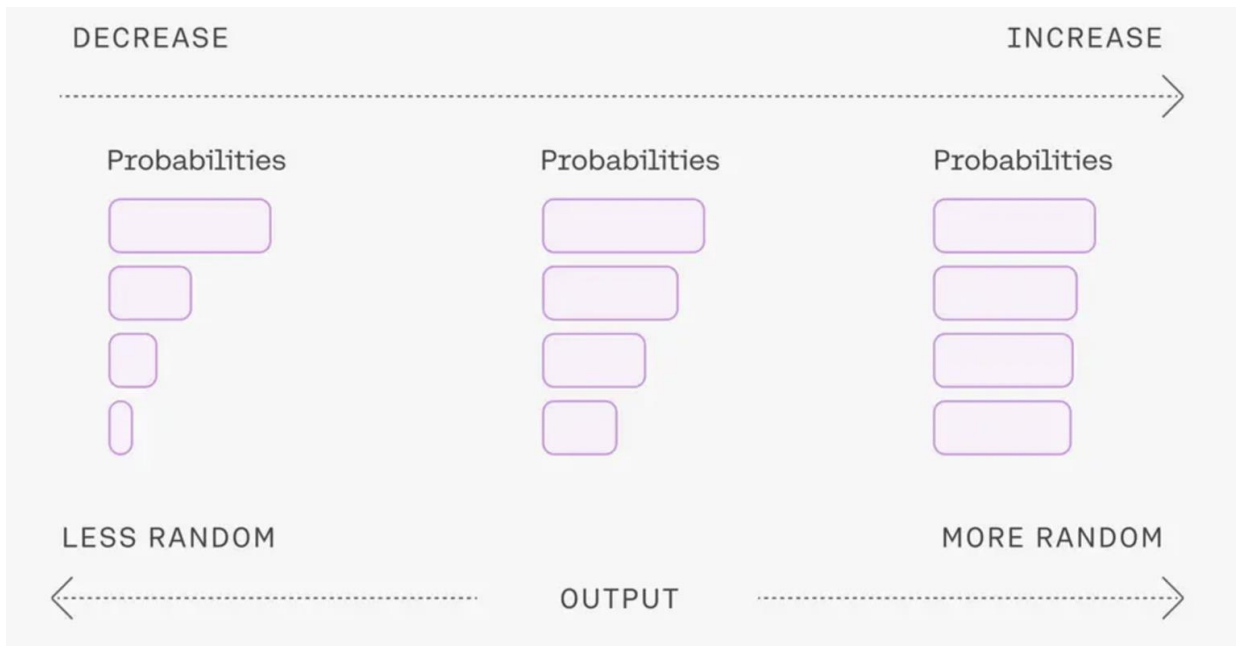 DECREASE
INCREASE
Probabilities
Probabilities
Probabilities
LESS RANDOM
MORE RANDOM
OUTPUT